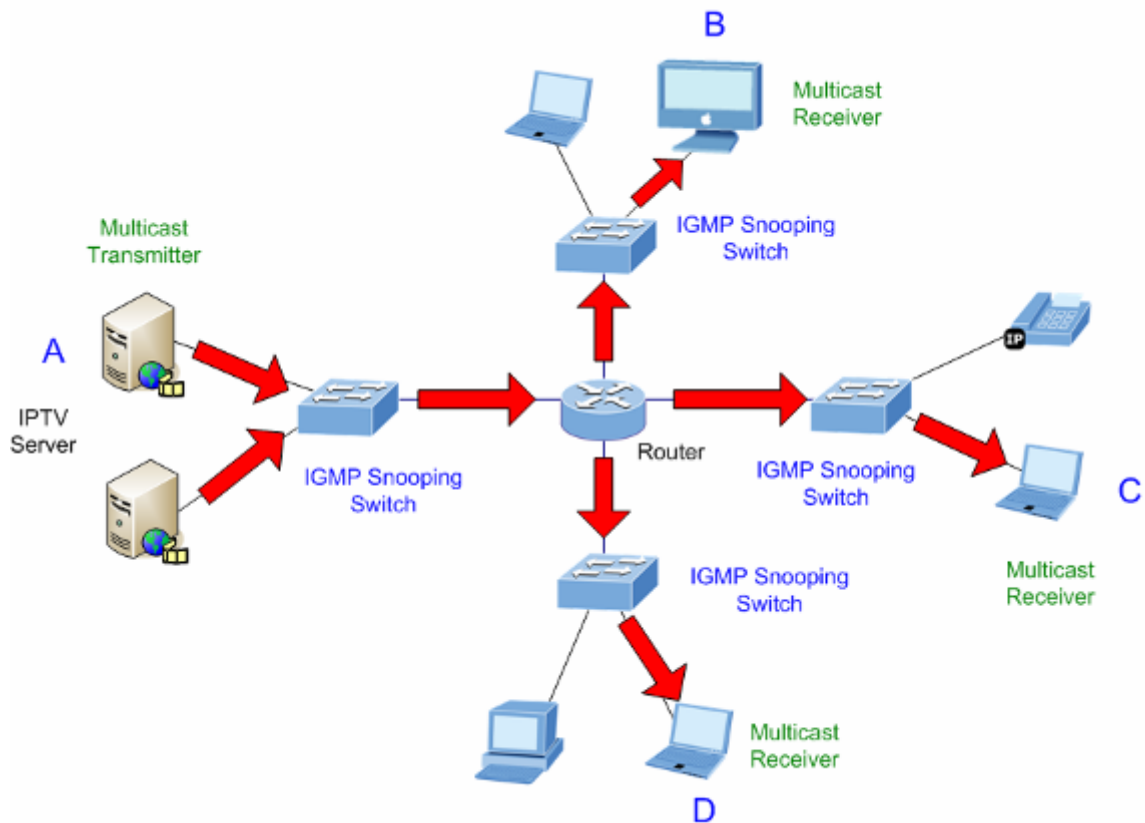 B
Multicast
Receiver
IGMP Snooping
Switch
Multicast
Transmitter
A
IPTV
Server
IGMP Snooping
Switch
Router
IP
IGMP Snooping
Switch
C
Multicast
Receiver
IGMP Snooping
Switch
Multicast
Receiver
D